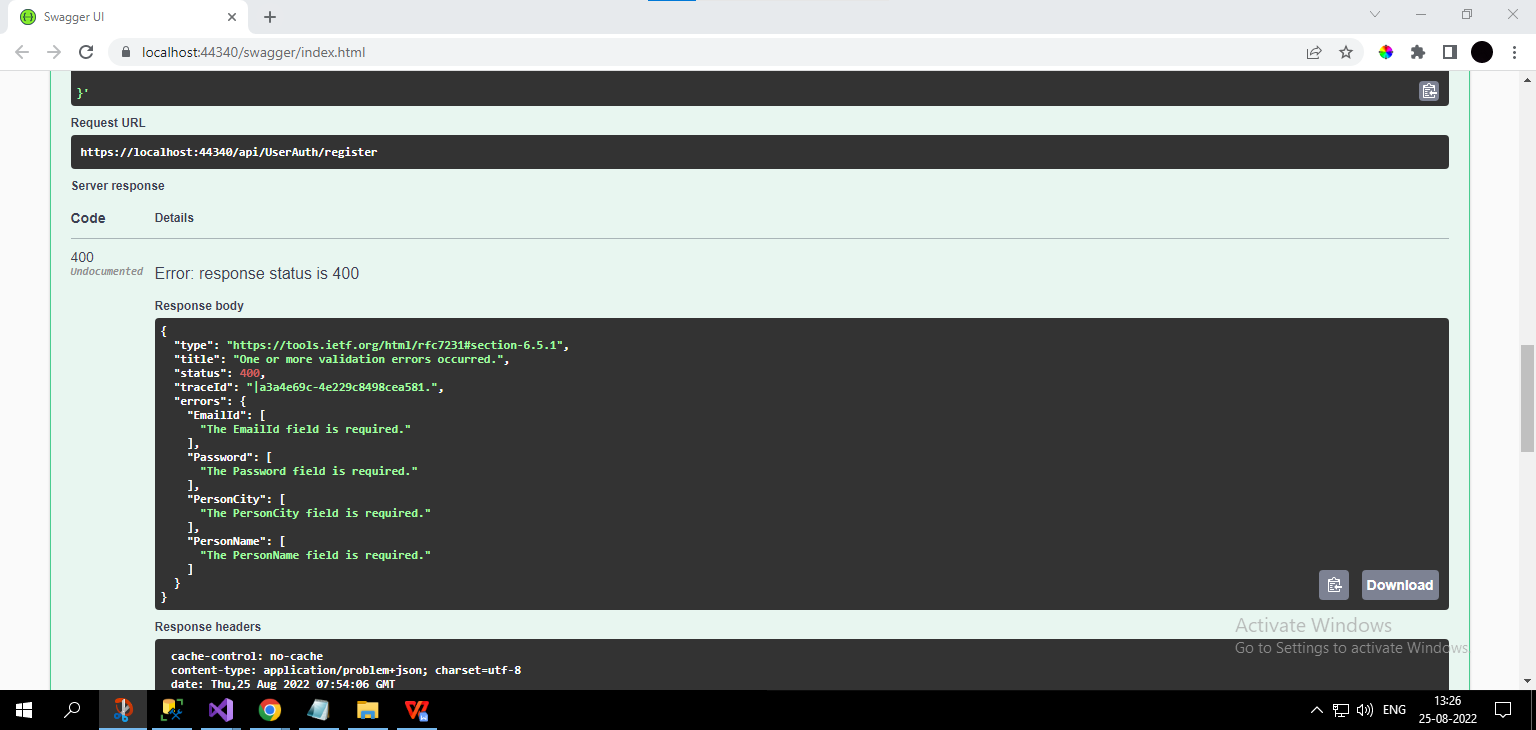 Swagger UI
localhost:44340/swagger/index.html
}'
Request URL
https://localhost:44340/api/UserAuth/register
Server response
Code Details
400
Undocumented
Error: response status is 400
Response body
{
"type": "https://tools.ietf.org/html/rfc7231#section-6.5.1",
"title": "One or more validation errors occurred.",
"status": 400,
"traceId": "|a3a4e69c-4e229c8498cea581.",
"errors": {
"EmailId": [
"The EmailId field is required."
],
"Password": [
"The Password field is required."
],
"PersonCity": [
"The PersonCity field is required."
],
"PersonName": [
"The PersonName field is required."
]
}
}
Download
Response headers
Activate Windows
Go to Settings to activate Windows.
cache-control: no-cache
content-type: application/problem+json; charset=utf-8
date: Thu,25 Aug 2022 07:54:06 GMT
ENG
13:26
25-08-2022